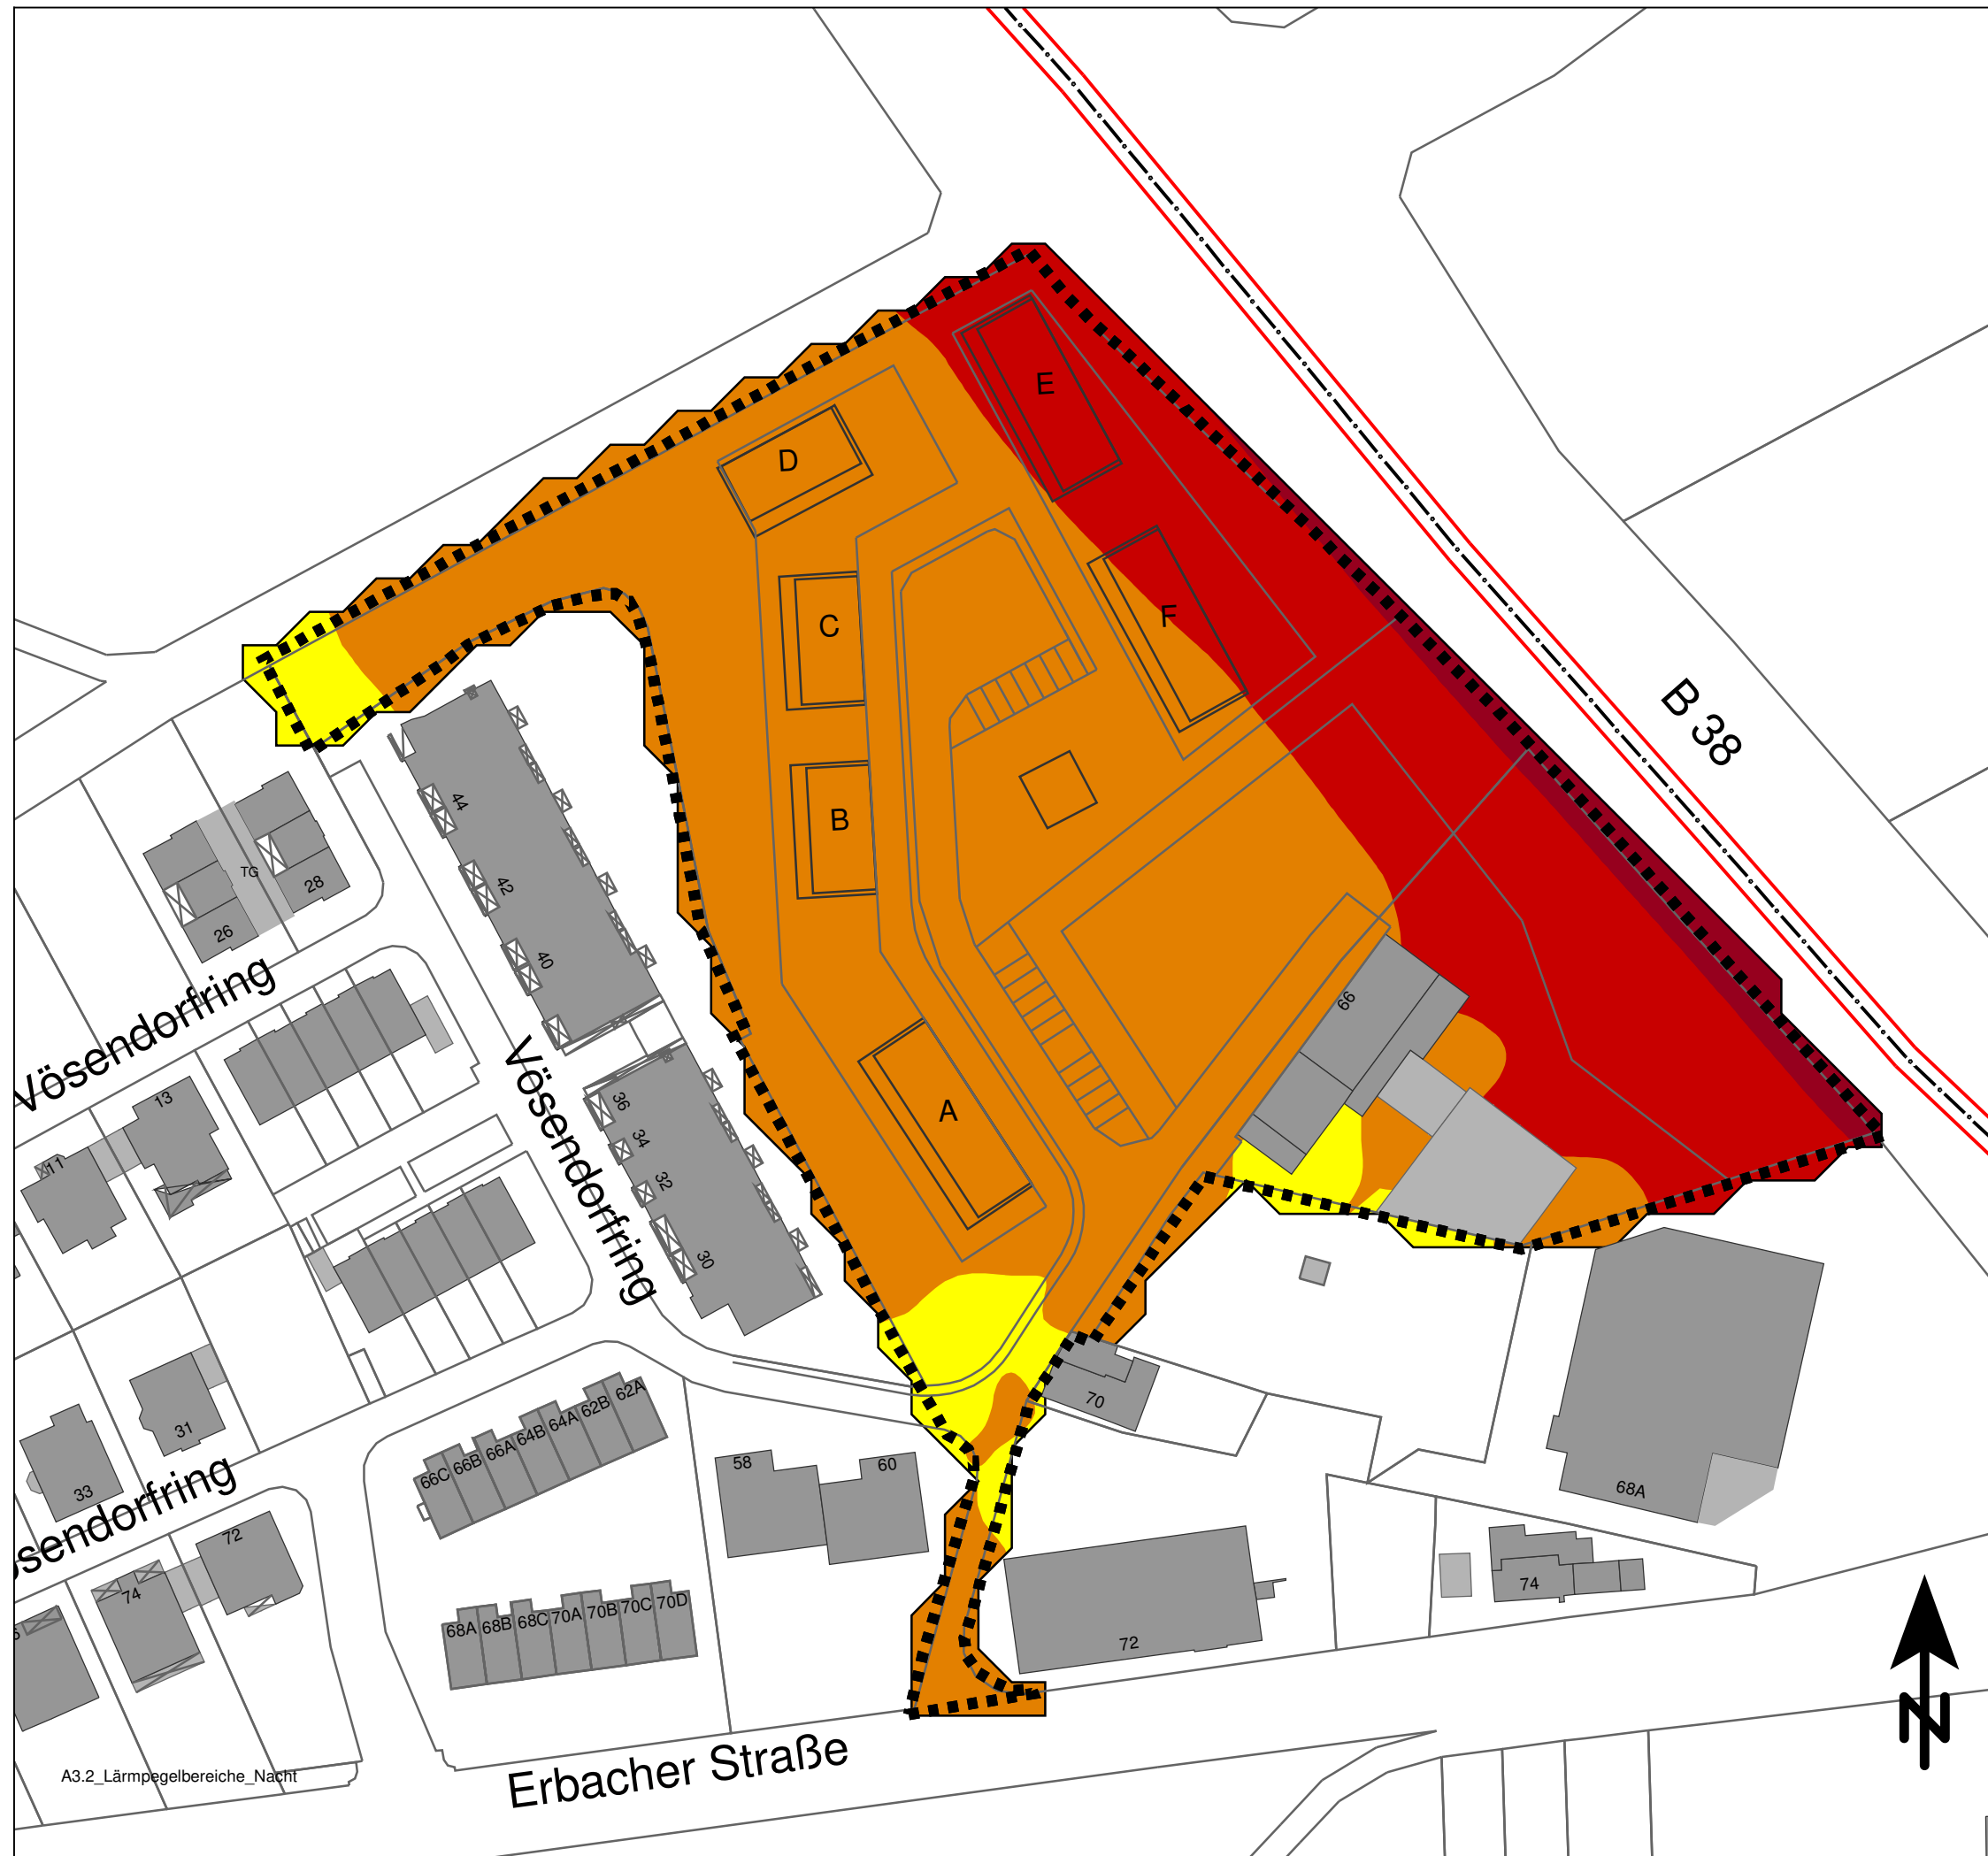 E
D
F
C
B 38
B
44
42
TG
28
26
40
66
Vösendorfring
13
11
Vösendorfring
36
34
32
30
A
31
33
62A
62B
64A
64B
66A
66B
66C
70
58
60
68A
sendorfring
72
74
74
68A
68B
68C
70A
70B
70C
70D
72
Erbacher Straße
A3.2_Lärmpegelbereiche_Nacht
N